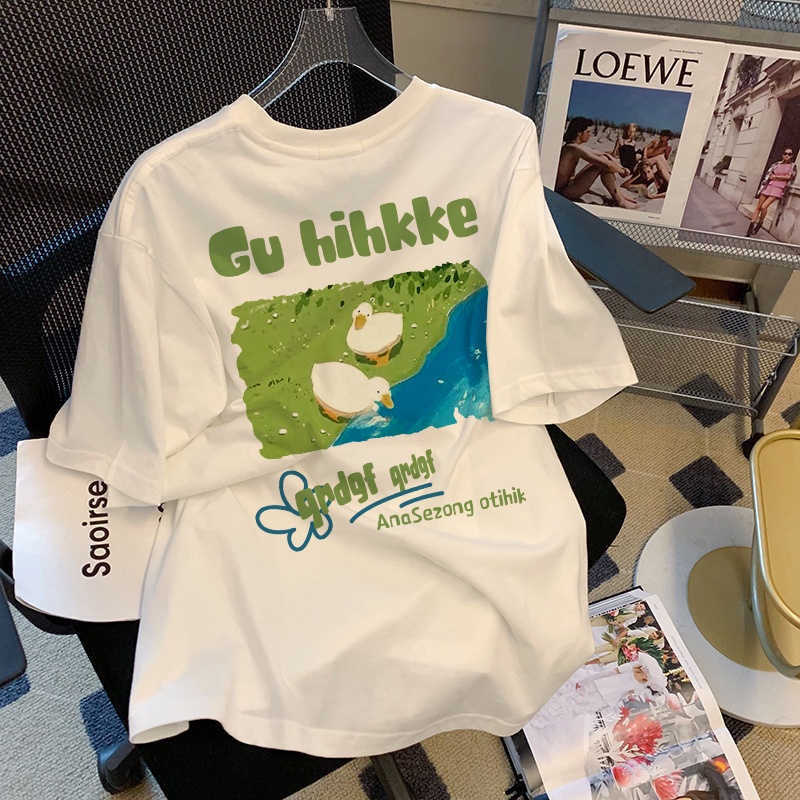 LOEWE
Gu hihkke
qrdgf qrdgf
AnaSezong otihik
Saoirse